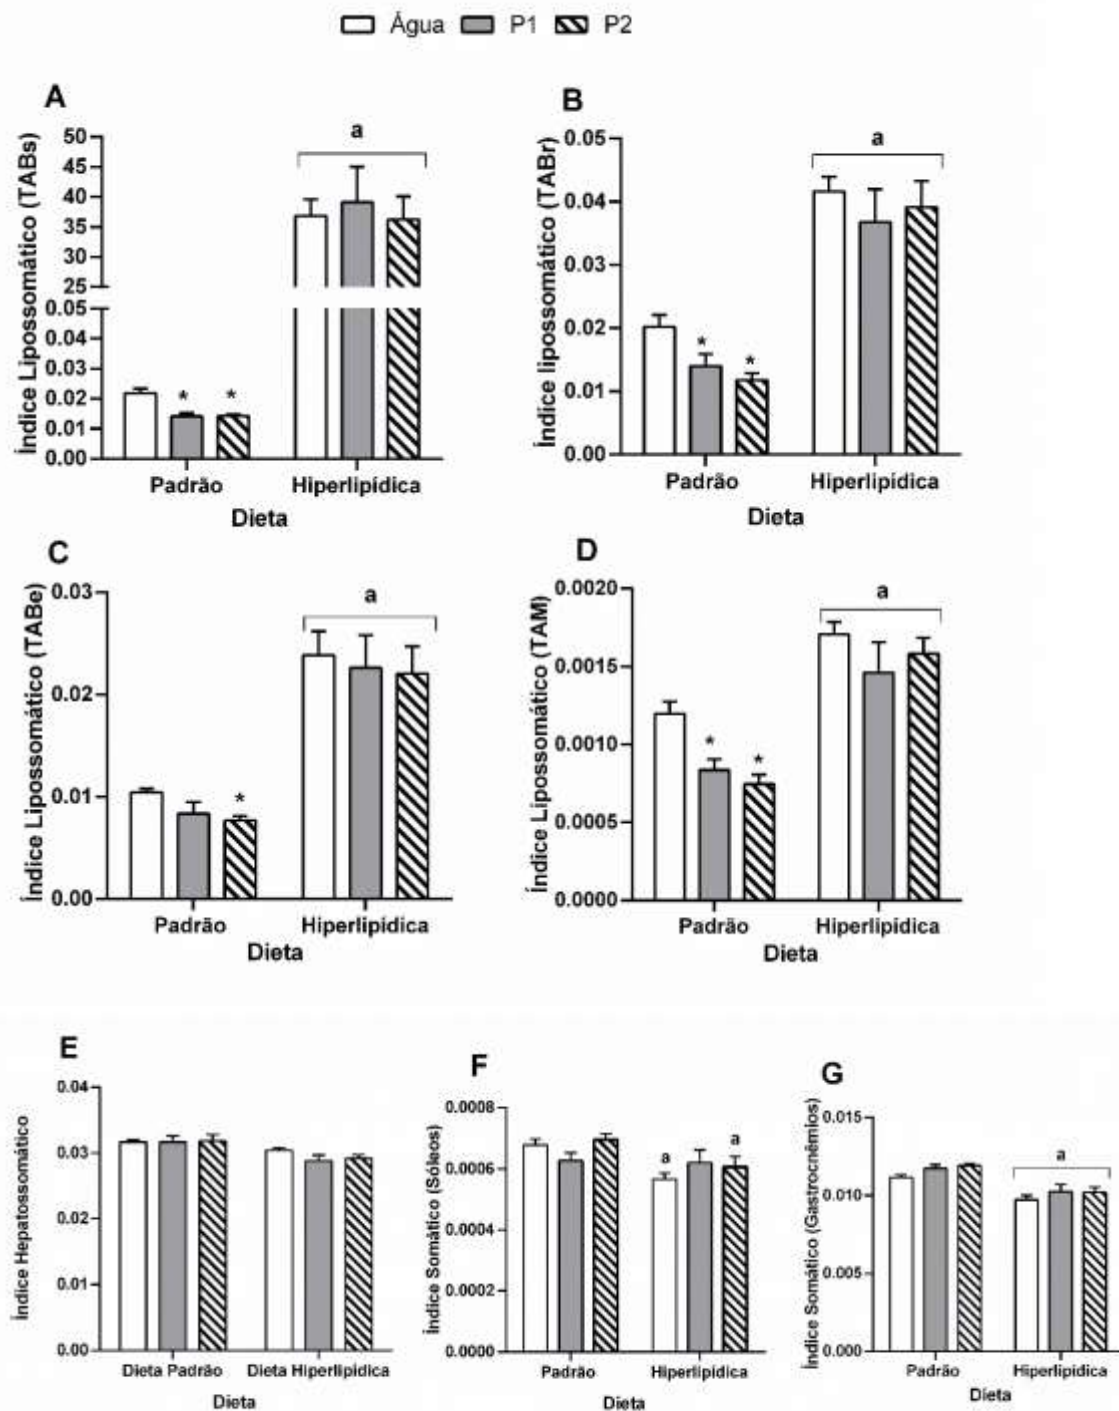 Água P1 P2
A
Índice Lipossomático (TABs)
50
45
40
35
30
25
0.05
0.04
0.03
0.02
0.01
0.00
a
* *
Padrão Hiperlipídica
Dieta
B
Índice lipossomático (TABr)
0.05
0.04
0.03
0.02
0.01
0.00
a
* *
Padrão Hiperlipídica
Dieta
C
Índice Lipossomático (TABe)
0.03
0.02
0.01
0.00
a
*
Padrão Hiperlipídica
Dieta
D
Índice Lipossomático (TAM)
0.0020
0.0015
0.0010
0.0005
0.0000
a
* *
Padrão Hiperlipídica
Dieta
E
Índice Hepatossomático
0.04
0.03
0.02
0.01
0.00
Dieta Padrão Dieta Hiperlipídica
Dieta
F
Índice Somático (Sóleos)
0.0008
0.0006
0.0004
0.0002
0.0000
a a
Padrão Hiperlipídica
Dieta
G
Índice Somático (Gastrocnêmios)
0.015
0.010
0.005
0.000
a
Padrão Hiperlipídica
Dieta